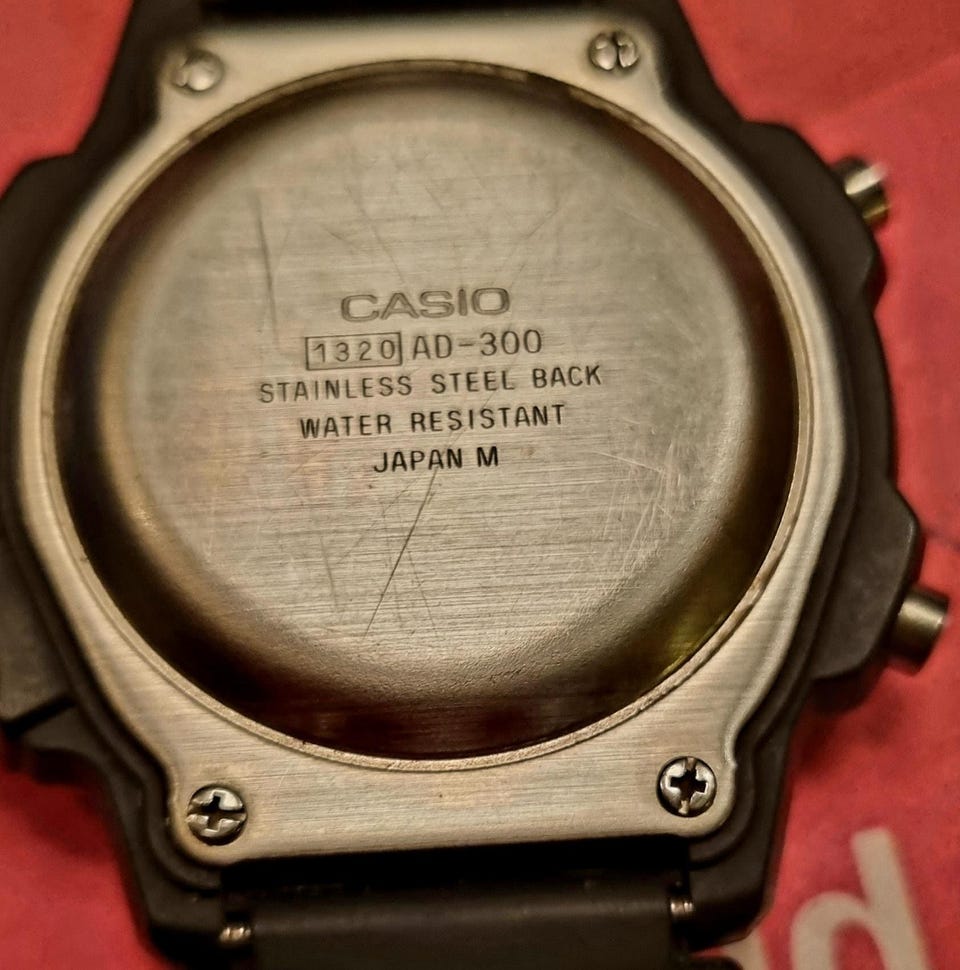 CASIO
1320 AD-300
STAINLESS STEEL BACK
WATER RESISTANT
JAPAN M
d